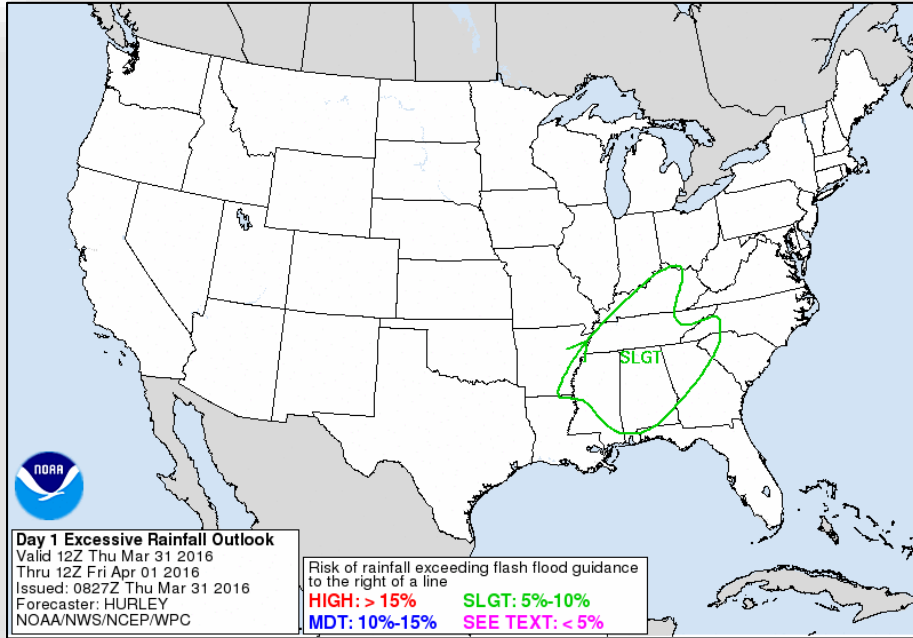 SLGT
NOAA
Day 1 Excessive Rainfall Outlook
Valid 12Z Thu Mar 31 2016
Thru 12Z Fri Apr 01 2016
Issued: 0827Z Thu Mar 31 2016
Forecaster: HURLEY
NOAA/NWS/NCEP/WPC
Risk of rainfall exceeding flash flood guidance
to the right of a line
HIGH: > 15% SLGT: 5%-10%
MDT: 10%-15% SEE TEXT: < 5%